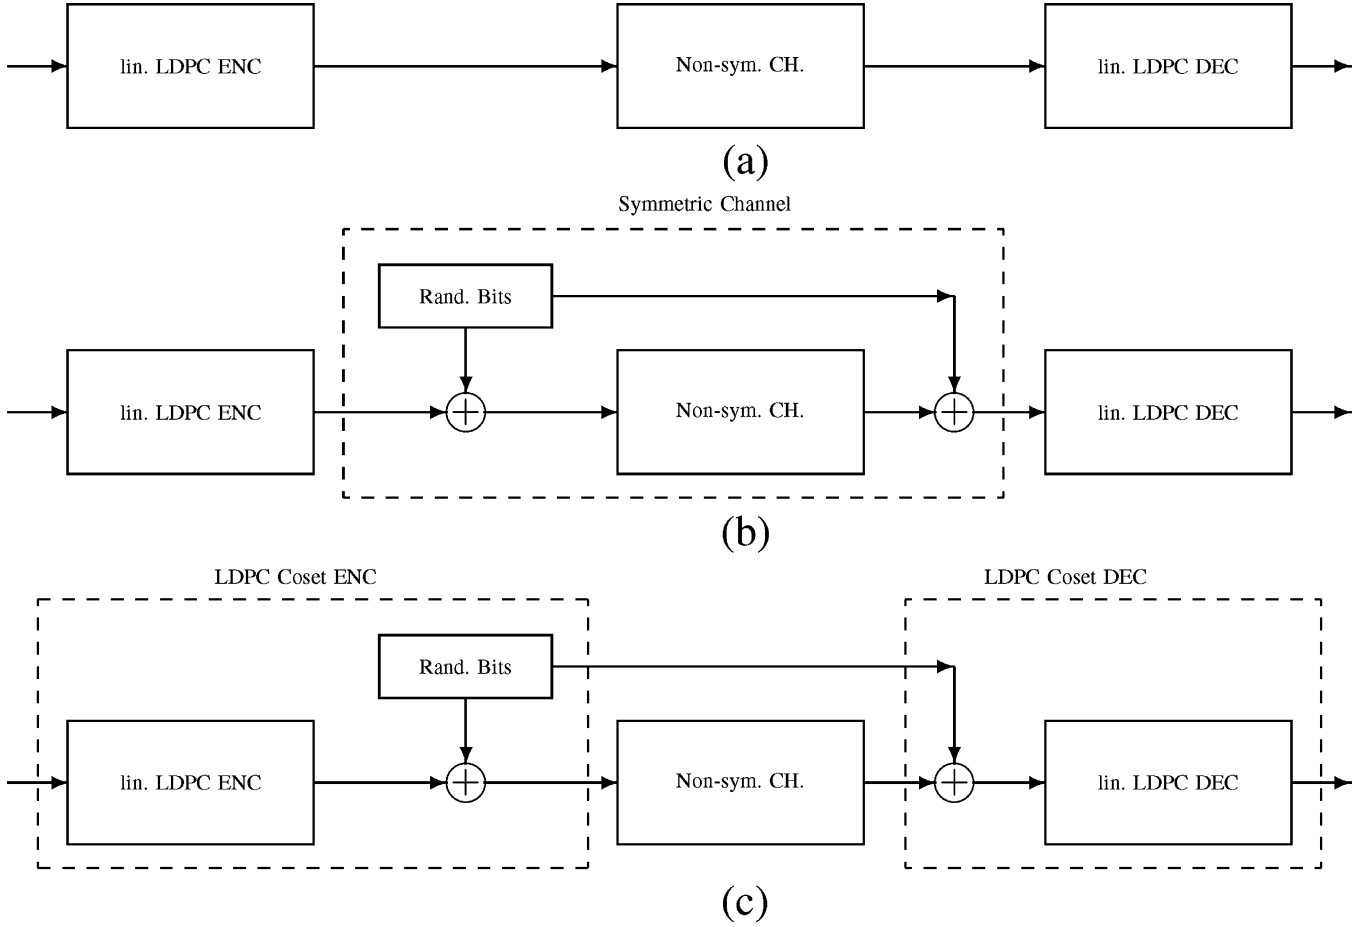 lin. LDPC ENC
Non-sym. CH.
lin. LDPC DEC
(a)
Symmetric Channel
Rand. Bits
lin. LDPC ENC
Non-sym. CH.
lin. LDPC DEC
(b)
LDPC Coset ENC
LDPC Coset DEC
Rand. Bits
lin. LDPC ENC
Non-sym. CH.
lin. LDPC DEC
(c)